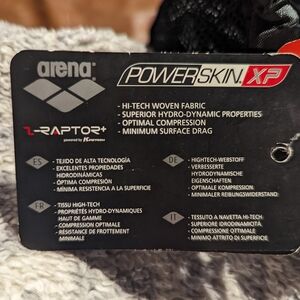 arena
POWERSKIN XP
Z-RAPTOR+
powered by
- HI-TECH WOVEN FABRIC
- SUPERIOR HYDRO-DYNAMIC PROPERTIES
- OPTIMAL COMPRESSION
- MINIMUM SURFACE DRAG
ES
- TEJIDO DE ALTA TECNOLOGÍA
- EXCELENTES PROPIEDADES
HIDRODINÁMICAS
- ÓPTIMA COMPRESIÓN
- MÍNIMA RESISTENCIA A LA SUPERFICIE
DE
- HIGHTECH-WEBSTOFF
- VERBESSERTE
HYDRODYNAMISCHE
EIGENSCHAFTEN
- OPTIMALE KOMPRESSION
- MINIMALER REIBUNGSWIDERSTAND
FR
- TISSU HIGH-TECH
- PROPRIÉTÉS HYDRO-DYNAMIQUES
HAUT DE GAMME
- COMPRESSION OPTIMALE
- RÉSISTANCE DE FROTTEMENT
MINIMALE
IT
- TESSUTO A NAVETTA HI-TECH
- SUPERIORE IDRODINAMICITÀ
- COMPRESSIONE OTTIMALE
- MINIMO ATTRITO DI SUPERFICIE